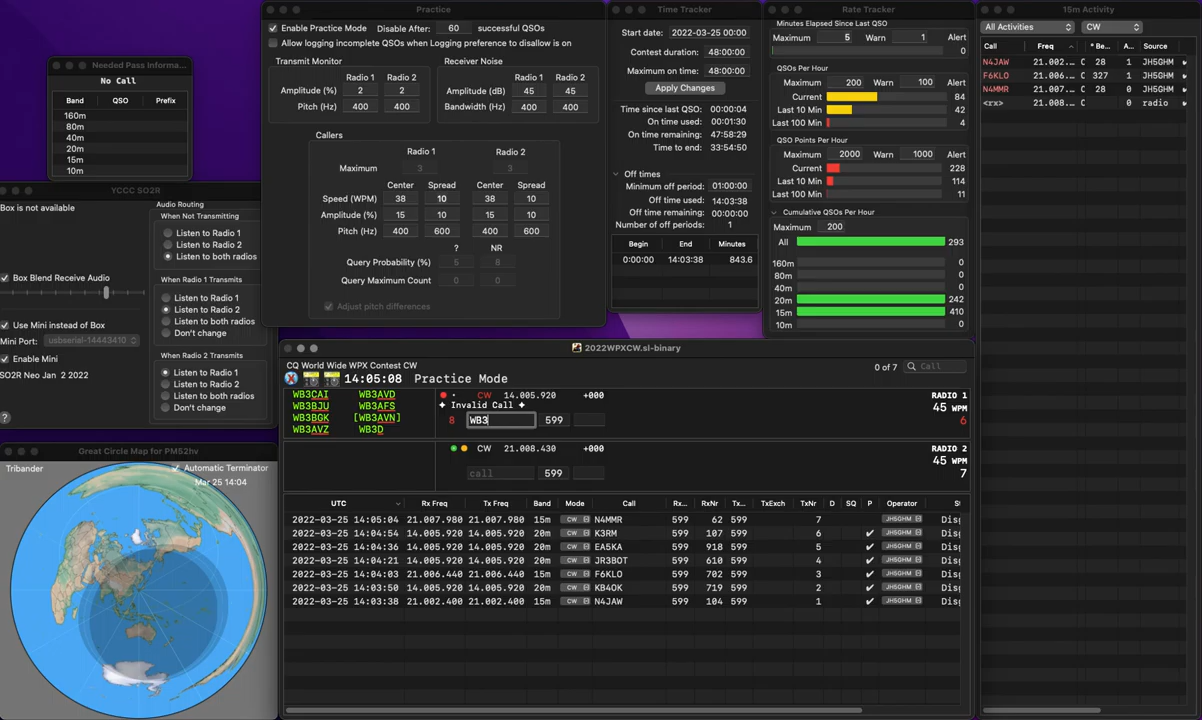 Needed Pass Informa...
No Call
Band QSO Prefix
160m
80m
40m
20m
15m
10m
YCCC SO2R
Box is not available
Box Blend Receive Audio
Use Mini instead of Box
Mini Port: usbserial-14443410
Enable Mini
SO2R Neo Jan 2 2022
?
Audio Routing
When Not Transmitting
Listen to Radio 1
Listen to Radio 2
Listen to both radios
When Radio 1 Transmits
Listen to Radio 1
Listen to Radio 2
Listen to both radios
Don't change
When Radio 2 Transmits
Listen to Radio 1
Listen to Radio 2
Listen to both radios
Don't change
Great Circle Map for PM52hv
Tribander
Automatic Terminator
Mar 25 14:04
Practice
Enable Practice Mode Disable After: 60 successful QSOs
Allow logging incomplete QSOs when Logging preference to disallow is on
Transmit Monitor
Radio 1 Radio 2
Amplitude (%) 2 2
Pitch (Hz) 400 400
Receiver Noise
Radio 1 Radio 2
Amplitude (dB) 45 45
Bandwidth (Hz) 400 400
Callers
Radio 1 Radio 2
Maximum 3 3
Center Spread Center Spread
Speed (WPM) 38 10 38 10
Amplitude (%) 15 10 15 10
Pitch (Hz) 400 600 400 600
? NR
Query Probability (%) 5 8
Query Maximum Count 0 0
Adjust pitch differences
Time Tracker
Start date: 2022-03-25 00:00
Contest duration: 48:00:00
Maximum on time: 48:00:00
Apply Changes
Time since last QSO: 00:00:04
On time used: 00:01:30
On time remaining: 47:58:29
Time to end: 33:54:50
Off times
Minimum off period: 01:00:00
Off time used: 14:03:38
Off time remaining: 00:00:00
Number of off periods: 1
Begin End Minutes
0:00:00 14:03:38 843.6
Rate Tracker
Minutes Elapsed Since Last QSO
Maximum 5 Warn 1 Alert
0
QSOs Per Hour
Maximum 200 Warn 100 Alert
Current 84
Last 10 Min 42
Last 100 Min 4
QSO Points Per Hour
Maximum 2000 Warn 1000 Alert
Current 228
Last 10 Min 114
Last 100 Min 11
Cumulative QSOs Per Hour
Maximum 200
All 293
160m 0
80m 0
40m 0
20m 242
15m 410
10m 0
15m Activity
All Activities CW
Call Freq * Be... A... Source
N4JAW 21.002.... C 28 1 JH5GHM
F6KLO 21.006.... C 327 1 JH5GHM
N4MMR 21.007.... C 28 0 JH5GHM
<rx> 21.008.... C 0 radio
2022WPXCW.sl-binary
CQ World Wide WPX Contest CW
14:05:08 Practice Mode
0 of 7 Call
WB3CAI WB3AVD
WB3BJU WB3AFS
WB3BGK [WB3AVN]
WB3AVZ WB3D
CW 14.005.920 +000
✦ Invalid Call ✦
8 WB3 599
RADIO 1
45 WPM
6
CW 21.008.430 +000
call 599
RADIO 2
45 WPM
7
UTC Rx Freq Tx Freq Band Mode Call Rx... RxNr Tx... TxExch TxNr D SQ P Operator
2022-03-25 14:05:04 21.007.980 21.007.980 15m CW N4MMR 599 62 599 7 JH5GHM
2022-03-25 14:04:54 14.005.920 14.005.920 20m CW K3RM 599 107 599 6 ✔ JH5GHM
2022-03-25 14:04:36 14.005.920 14.005.920 20m CW EA5KA 599 918 599 5 ✔ JH5GHM
2022-03-25 14:04:21 14.005.920 14.005.920 20m CW JR3BOT 599 610 599 4 ✔ JH5GHM
2022-03-25 14:04:03 21.006.440 21.006.440 15m CW F6KLO 599 702 599 3 ✔ JH5GHM
2022-03-25 14:03:50 14.005.920 14.005.920 20m CW KB4OK 599 587 599 2 ✔ JH5GHM
2022-03-25 14:03:38 21.002.400 21.002.400 15m CW N4JAW 599 104 599 1 ✔ JH5GHM